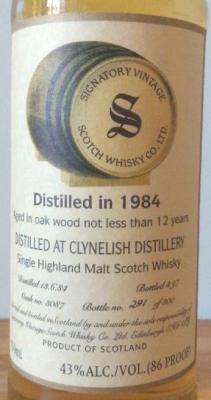 SIGNATORY VINTAGE
S
SCOTCH WHISKY CO. LTD.
Distilled in 1984
Aged in oak wood not less than 12 years
DISTILLED AT CLYNELISH DISTILLERY
Single Highland Malt Scotch Whisky
Distilled 13.6.84 Bottled 4.97
Cask no. 3087 Bottle no. 291 of 300
and bottled in Scotland by and under the sole responsibility of
Signatory Vintage Scotch Whisky Co. Ltd. Edinburgh
PRODUCT OF SCOTLAND
43% ALC./VOL. (86 PROOF)